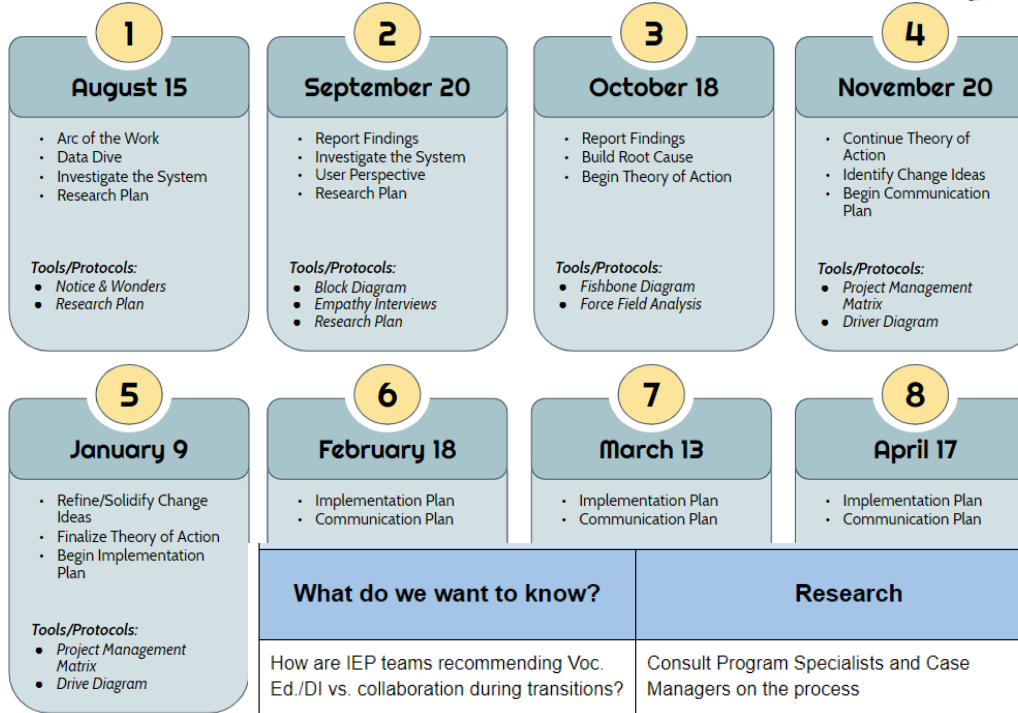 1
August 15
• Arc of the Work
• Data Dive
• Investigate the System
• Research Plan
Tools/Protocols:
● Notice & Wonders
● Research Plan
2
September 20
• Report Findings
• Investigate the System
• User Perspective
• Research Plan
Tools/Protocols:
● Block Diagram
● Empathy Interviews
● Research Plan
3
October 18
• Report Findings
• Build Root Cause
• Begin Theory of Action
Tools/Protocols:
● Fishbone Diagram
● Force Field Analysis
4
November 20
• Continue Theory of
Action
• Identify Change Ideas
• Begin Communication
Plan
Tools/Protocols:
● Project Management
Matrix
● Driver Diagram
5
January 9
• Refine/Solidify Change
Ideas
• Finalize Theory of Action
• Begin Implementation
Plan
Tools/Protocols:
● Project Management
Matrix
● Drive Diagram
6
February 18
• Implementation Plan
• Communication Plan
7
March 13
• Implementation Plan
• Communication Plan
8
April 17
• Implementation Plan
• Communication Plan
What do we want to know?
Research
How are IEP teams recommending Voc.
Ed./DI vs. collaboration during transitions?
Consult Program Specialists and Case
Managers on the process